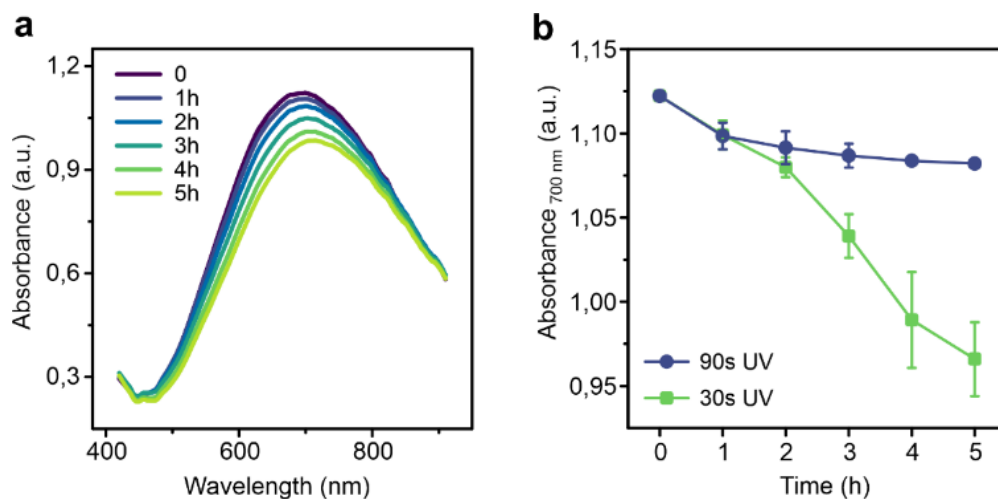 a
Absorbance (a.u.)
1,2
0,9
0,6
0,3
0
1h
2h
3h
4h
5h
400
600
800
Wavelength (nm)
b
Absorbance 700 nm (a.u.)
1,15
1,10
1,05
1,00
0,95
90s UV
30s UV
0 1 2 3 4 5
Time (h)